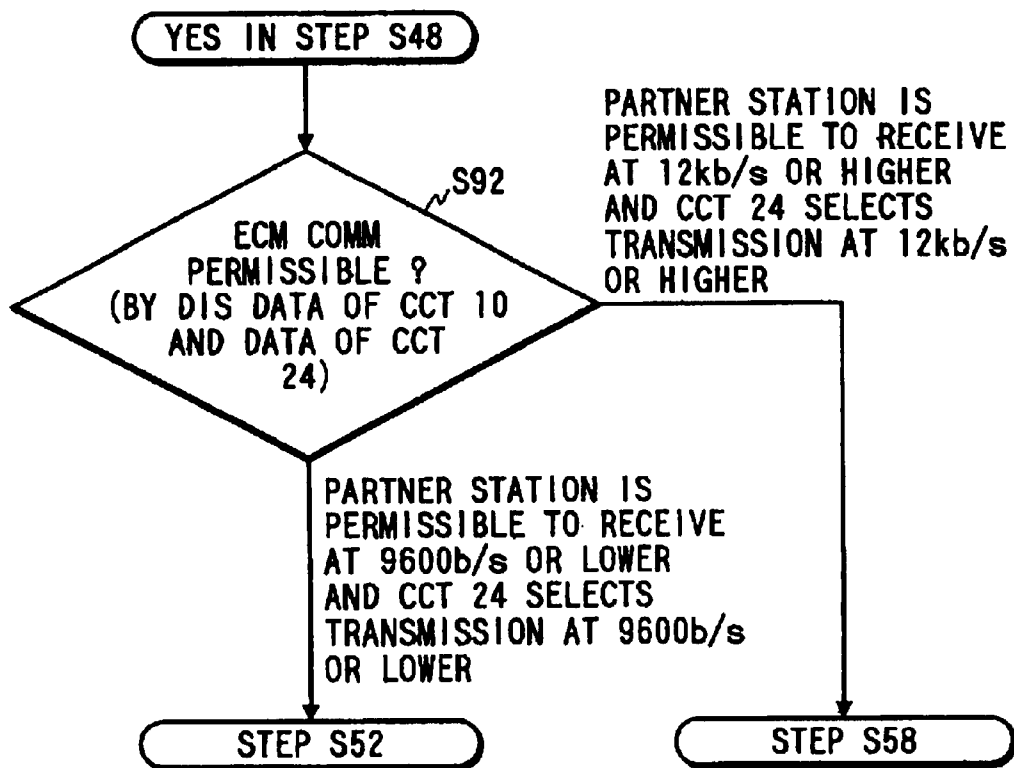 YES IN STEP S48
PARTNER STATION IS
PERMISSIBLE TO RECEIVE
AT 12kb/s OR HIGHER
AND CCT 24 SELECTS
TRANSMISSION AT 12kb/s
OR HIGHER
S92
ECM COMM
PERMISSIBLE ?
(BY DIS DATA OF CCT 10
AND DATA OF CCT
24)
PARTNER STATION IS
PERMISSIBLE TO RECEIVE
AT 9600b/s OR LOWER
AND CCT 24 SELECTS
TRANSMISSION AT 9600b/s
OR LOWER
STEP S52
STEP S58